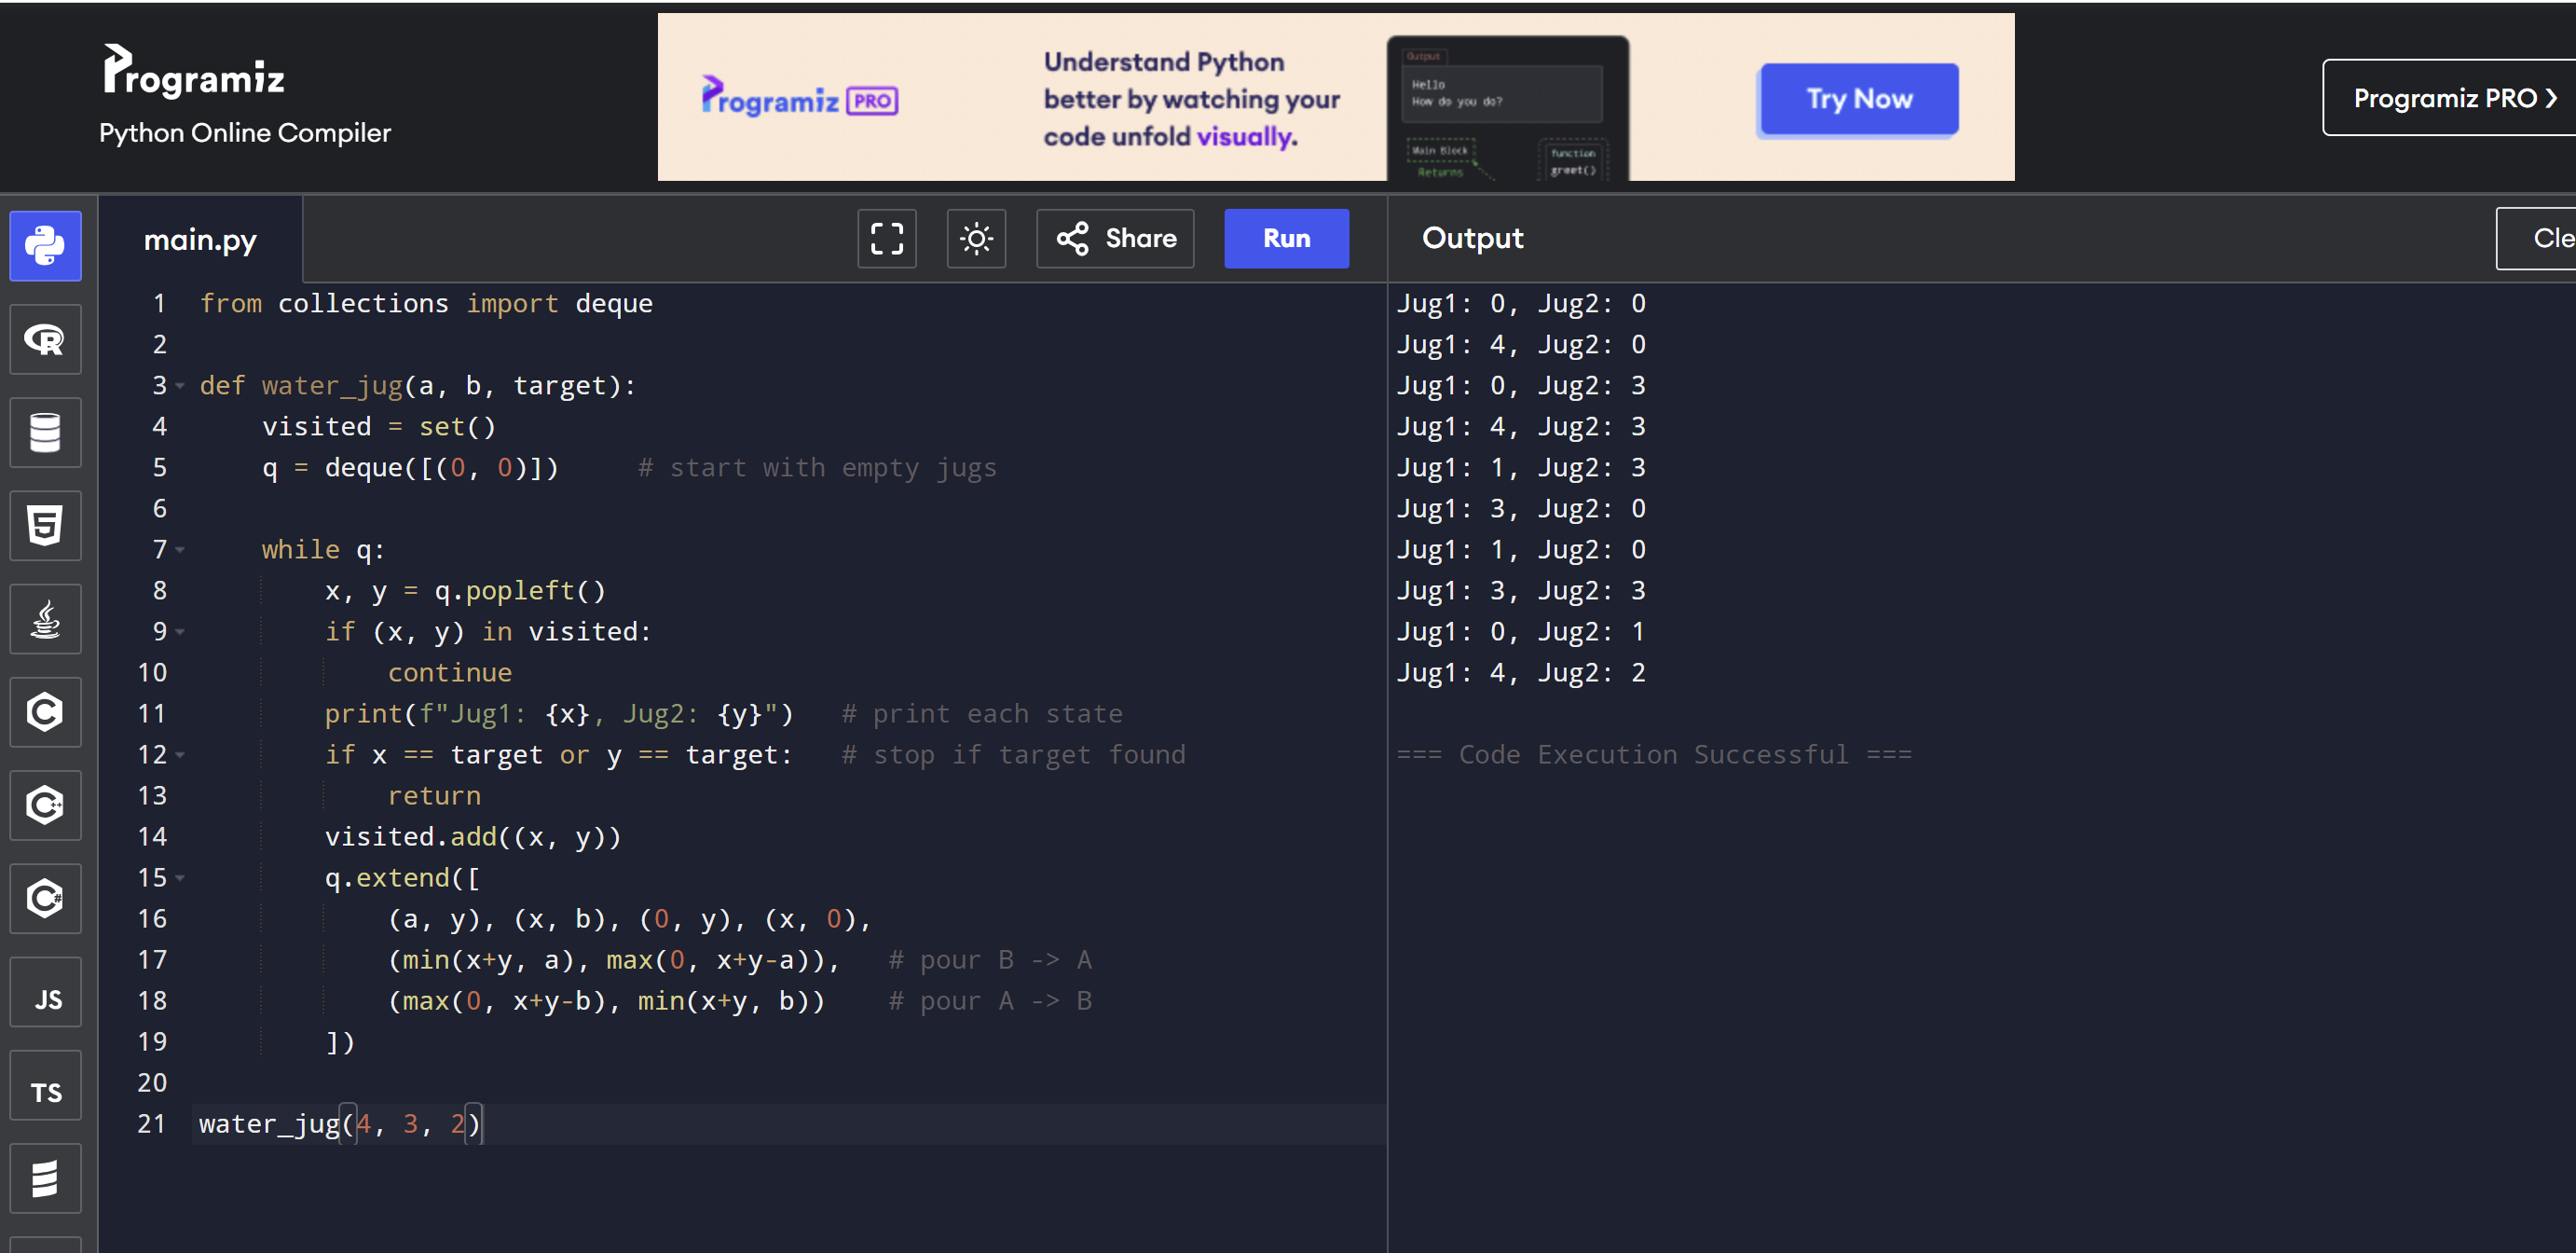 Programiz
Python Online Compiler
Programiz PRO
Understand Python
better by watching your
code unfold visually.
Output
Hello
How do you do?
Main Block
Returns
function
greet()
Try Now
Programiz PRO ❯
main.py
Share
Run
Output
Cle
1 from collections import deque
2
3 def water_jug(a, b, target):
4     visited = set()
5     q = deque([(0, 0)])     # start with empty jugs
6
7     while q:
8         x, y = q.popleft()
9         if (x, y) in visited:
10             continue
11         print(f"Jug1: {x}, Jug2: {y}")   # print each state
12         if x == target or y == target:   # stop if target found
13             return
14         visited.add((x, y))
15         q.extend([
16             (a, y), (x, b), (0, y), (x, 0),
17             (min(x+y, a), max(0, x+y-a)),   # pour B -> A
18             (max(0, x+y-b), min(x+y, b))    # pour A -> B
19         ])
20
21 water_jug(4, 3, 2)
Jug1: 0, Jug2: 0
Jug1: 4, Jug2: 0
Jug1: 0, Jug2: 3
Jug1: 4, Jug2: 3
Jug1: 1, Jug2: 3
Jug1: 3, Jug2: 0
Jug1: 1, Jug2: 0
Jug1: 3, Jug2: 3
Jug1: 0, Jug2: 1
Jug1: 4, Jug2: 2
=== Code Execution Successful ===
R
5
C
C++
C#
JS
TS